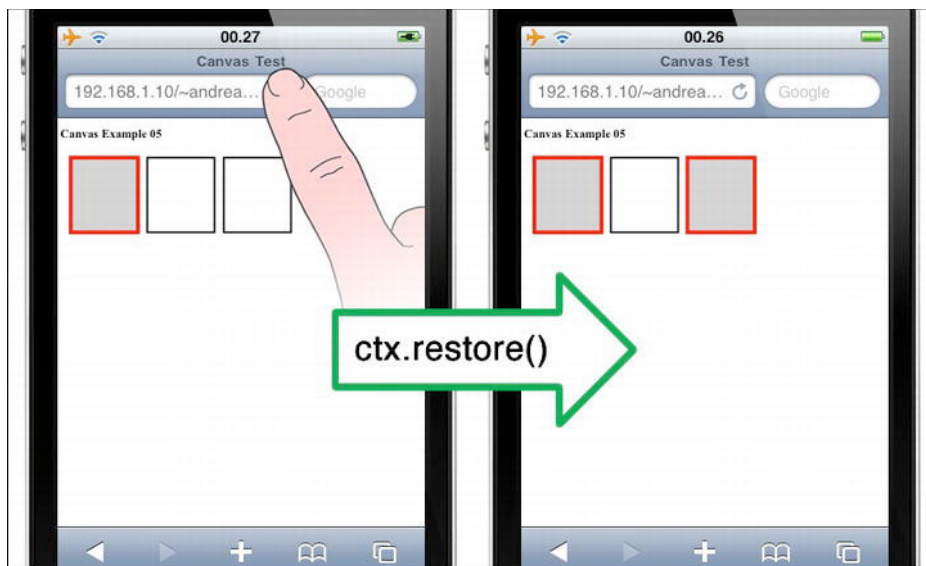 00.27
Canvas Test
192.168.1.10/~andrea...
Google
Canvas Example 05
ctx.restore()
00.26
Canvas Test
192.168.1.10/~andrea...
Google
Canvas Example 05